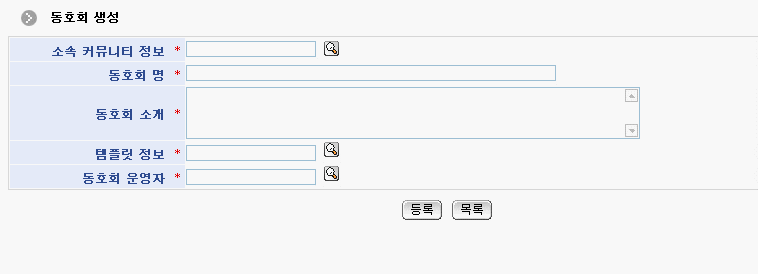 동호회 생성
소속 커뮤니티 정보 *
동호회 명 *
동호회 소개 *
템플릿 정보 *
동호회 운영자 *
등록 목록